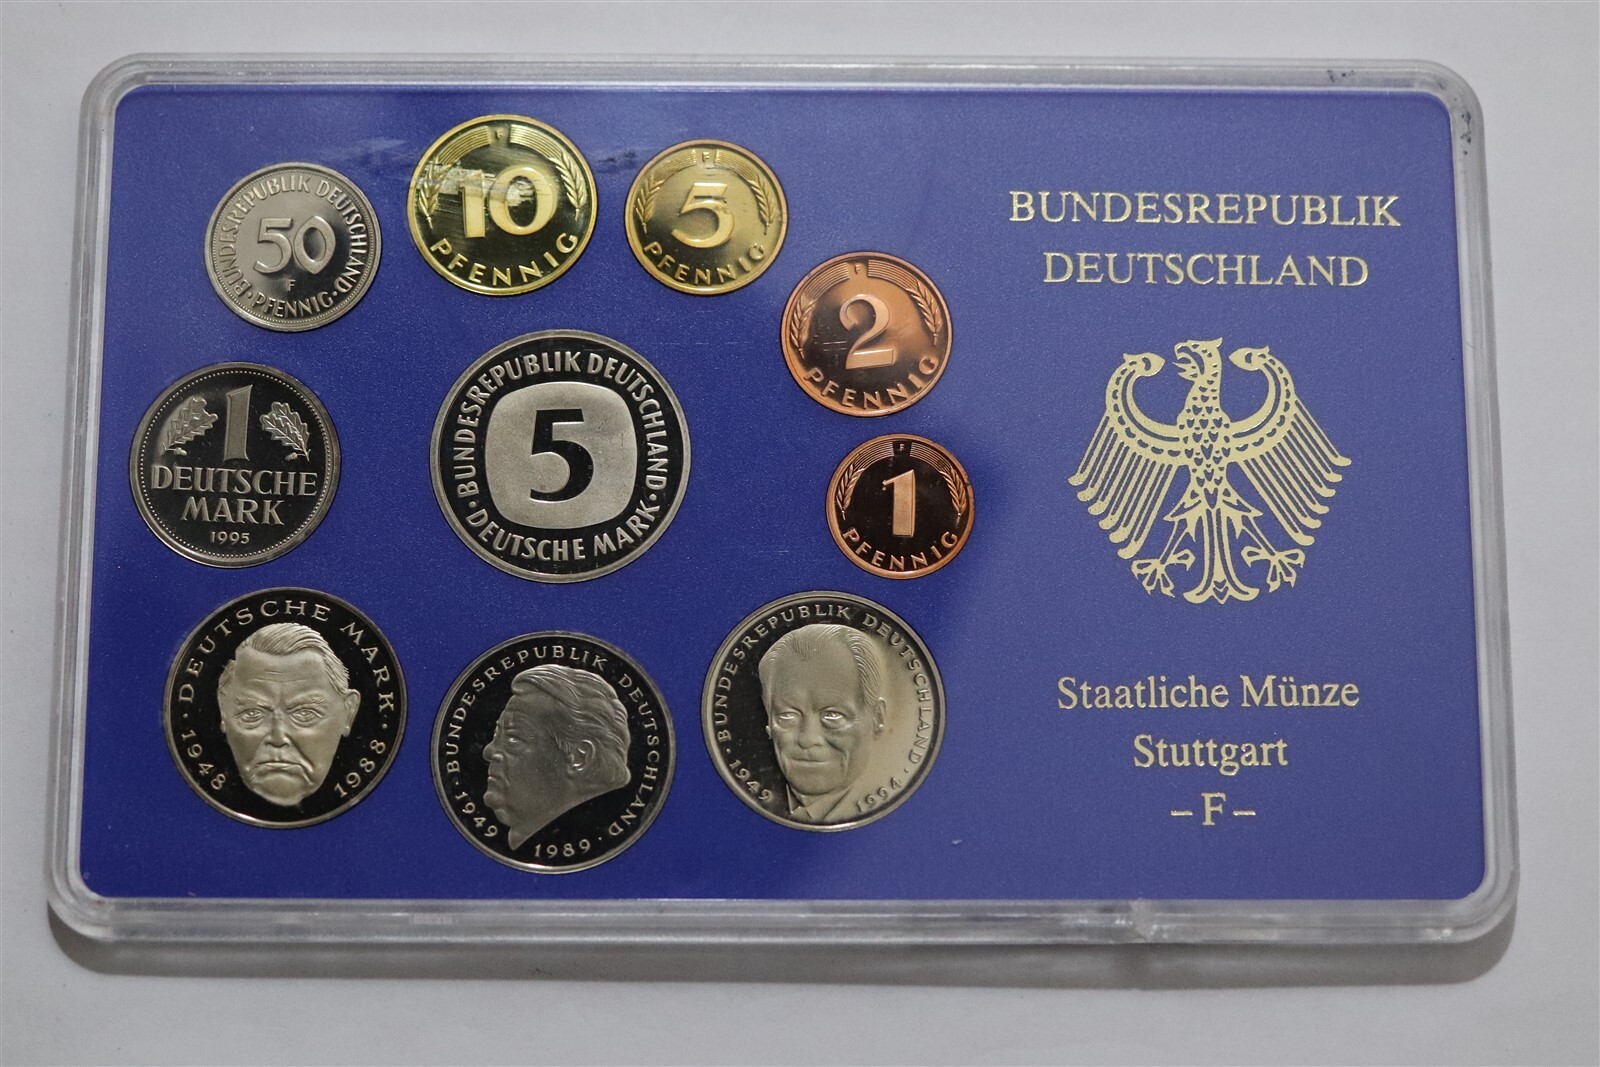 BUNDESREPUBLIK DEUTSCHLAND
50
F
· PFENNIG ·
F
10
PFENNIG
F
5
PFENNIG
F
2
PFENNIG
F
1
PFENNIG
1
DEUTSCHE
MARK
1995
· BUNDESREPUBLIK DEUTSCHLAND ·
5
DEUTSCHE MARK
· DEUTSCHE MARK ·
1948 1988
· BUNDESREPUBLIK DEUTSCHLAND ·
1949 1989
· BUNDESREPUBLIK DEUTSCHLAND ·
1949 1994
BUNDESREPUBLIK
DEUTSCHLAND
Staatliche Münze
Stuttgart
– F –